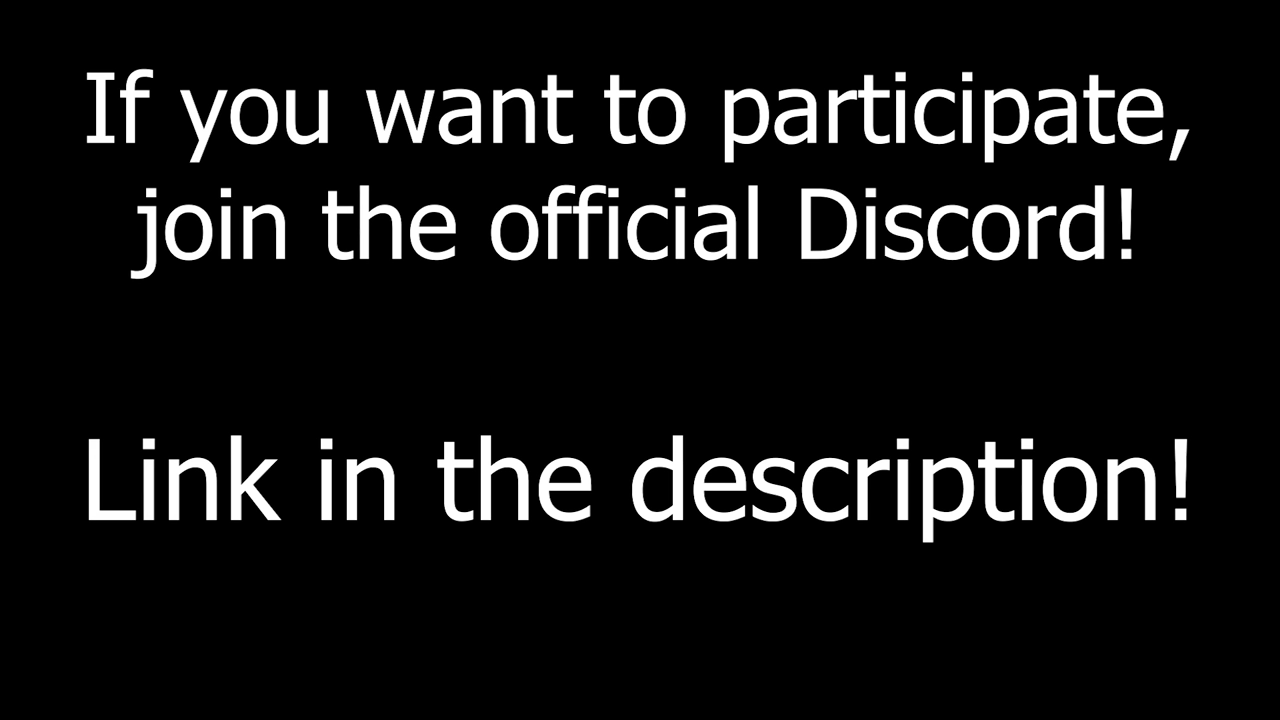 If you want to participate,
join the official Discord!
Link in the description!